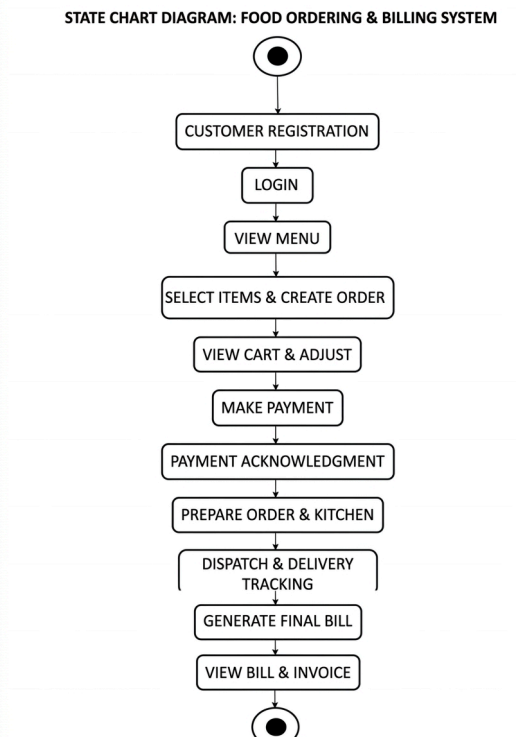 STATE CHART DIAGRAM: FOOD ORDERING & BILLING SYSTEM
CUSTOMER REGISTRATION
LOGIN
VIEW MENU
SELECT ITEMS & CREATE ORDER
VIEW CART & ADJUST
MAKE PAYMENT
PAYMENT ACKNOWLEDGMENT
PREPARE ORDER & KITCHEN
DISPATCH & DELIVERY
TRACKING
GENERATE FINAL BILL
VIEW BILL & INVOICE